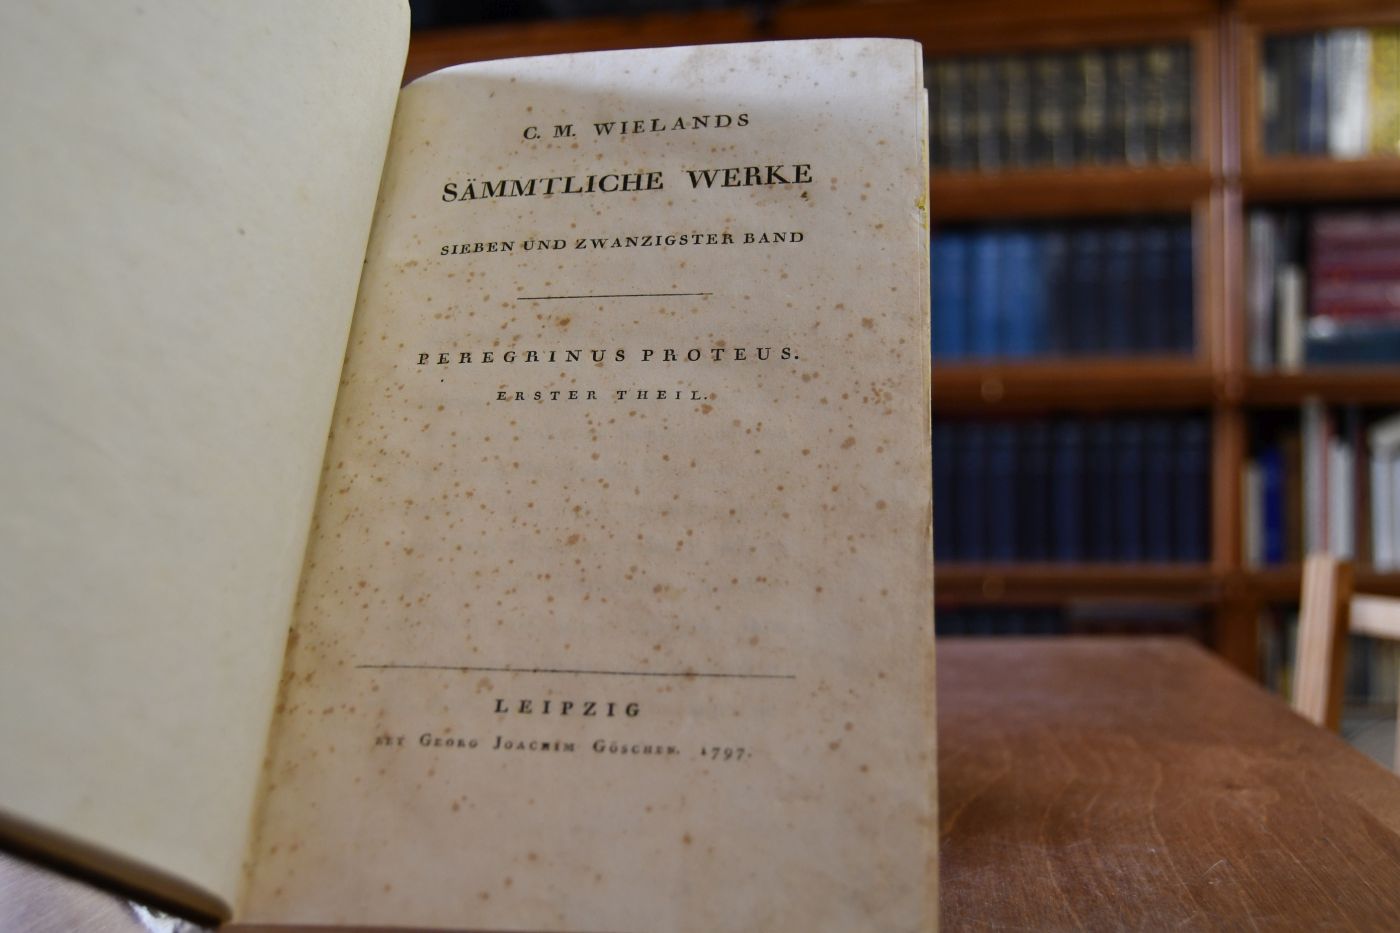 C. M. WIELANDS
SÄMMTLICHE WERKE
SIEBEN UND ZWANZIGSTER BAND
PEREGRINUS PROTEUS.
ERSTER THEIL.
LEIPZIG
BEY GEORG JOACHIM GÖSCHEN. 1797.